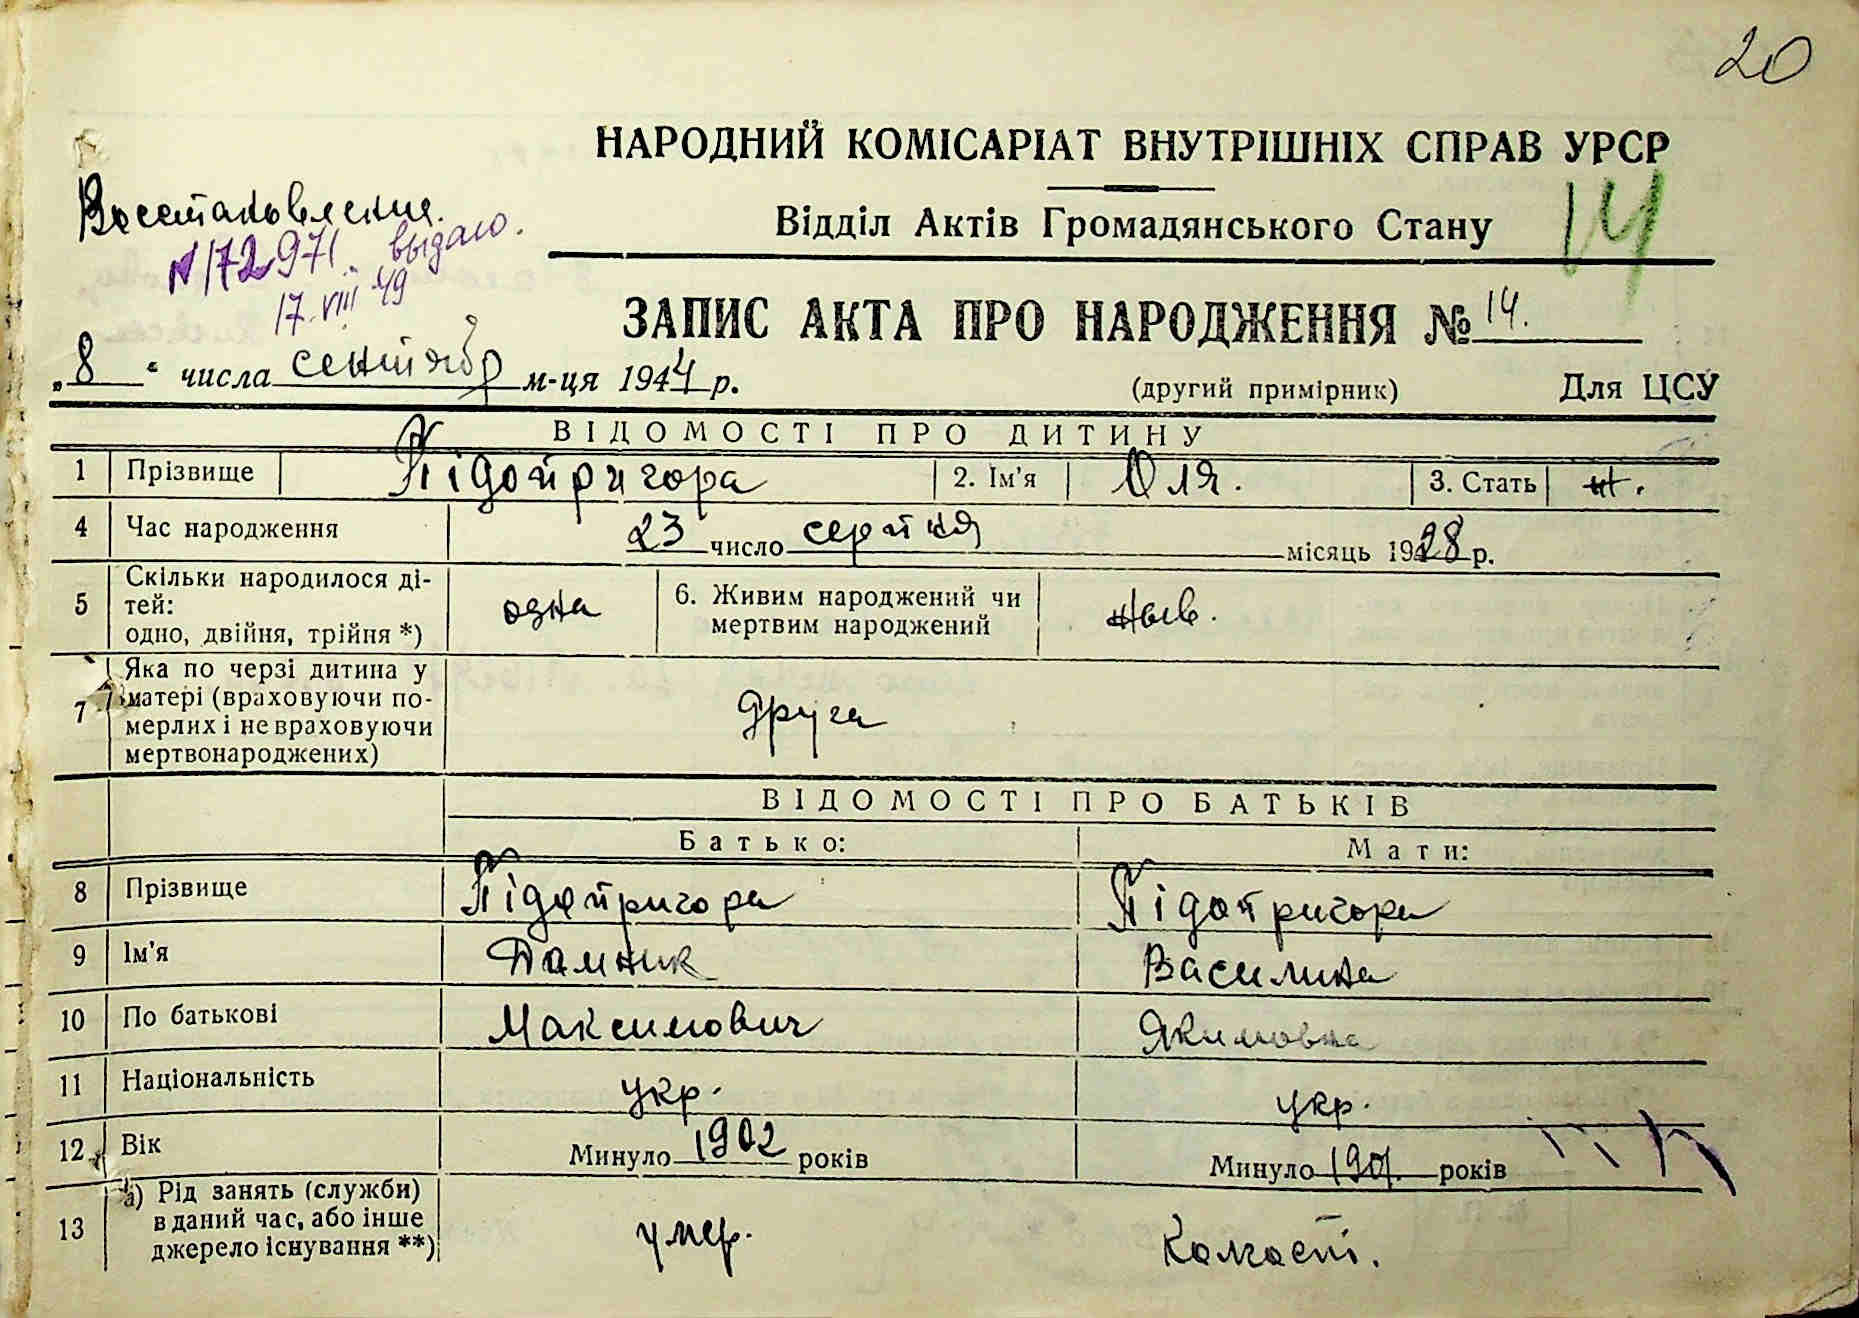 20
НАРОДНИЙ КОМІСАРІАТ ВНУТРІШНІХ СПРАВ УРСР
Восстановление.
Відділ Актів Громадянського Стану
14
N 172971 выдано.
17.VIII 49
ЗАПИС АКТА ПРО НАРОДЖЕННЯ № 14.
„8“ числа сентябр м-ця 1944 р.
(другий примірник) Для ЦСУ
ВІДОМОСТІ ПРО ДИТИНУ
1 Прізвище Підопригора 2. Ім'я Оля. 3. Стать ж.
4 Час народження 23 число серпня місяць 1928 р.
5 Скільки народилося ді-
тей:
одно, двійня, трійня *) одна
6. Живим народжений чи
мертвим народжений жив.
7 Яка по черзі дитина у
матері (враховуючи по-
мерлих і не враховуючи
мертвонароджених) друга
ВІДОМОСТІ ПРО БАТЬКІВ
Батько: Мати:
8 Прізвище Підопригора Підопригора
9 Ім'я Василина
10 По батькові Максимович Якимовна
11 Національність укр. укр.
12 Вік Минуло 1902 років Минуло 1901. років
13 а) Рід занять (служби)
в даний час, або інше
джерело існування **) умер. Колгосп.